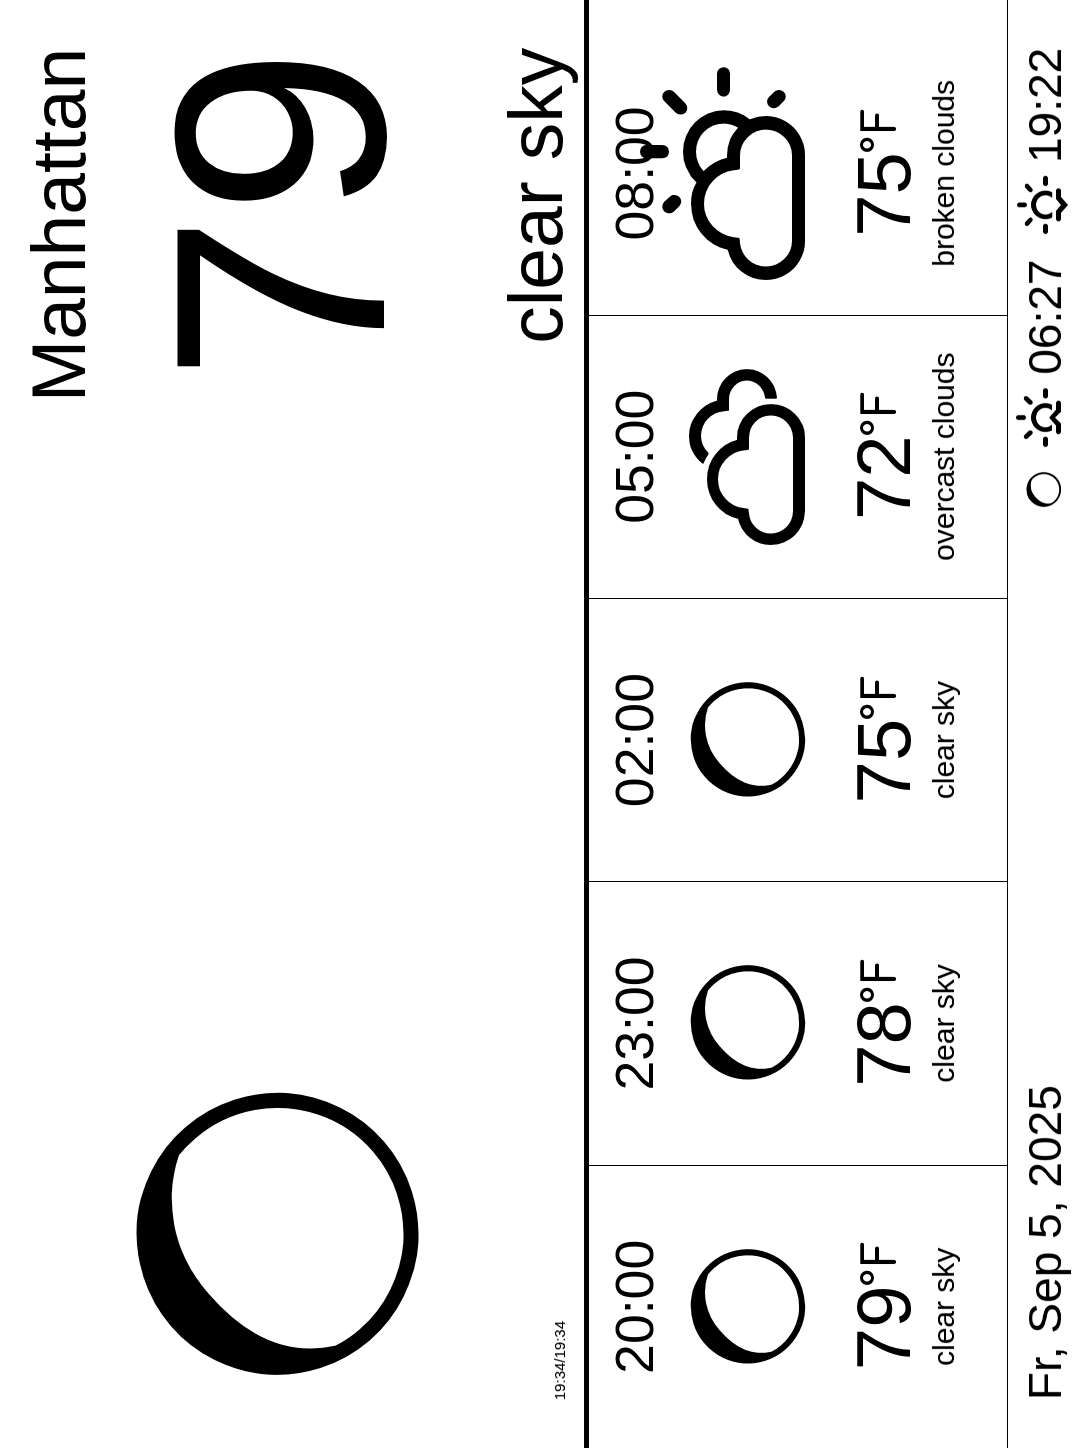 Manhattan
79
clear sky
19:34/19:34
20:00
79°F
clear sky
23:00
78°F
clear sky
02:00
75°F
clear sky
05:00
72°F
overcast clouds
08:00
75°F
broken clouds
Fr, Sep 5, 2025
06:27
19:22